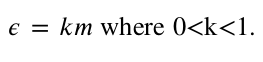 ϵ = km where 0<k<1.